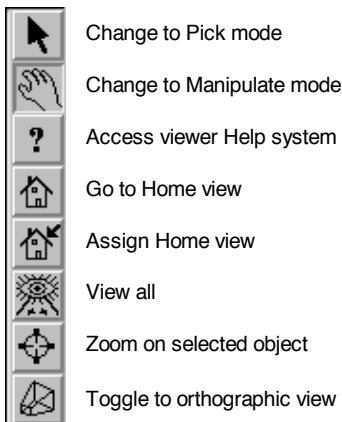 Change to Pick mode
Change to Manipulate mode
? Access viewer Help system
Go to Home view
Assign Home view
View all
Zoom on selected object
Toggle to orthographic view